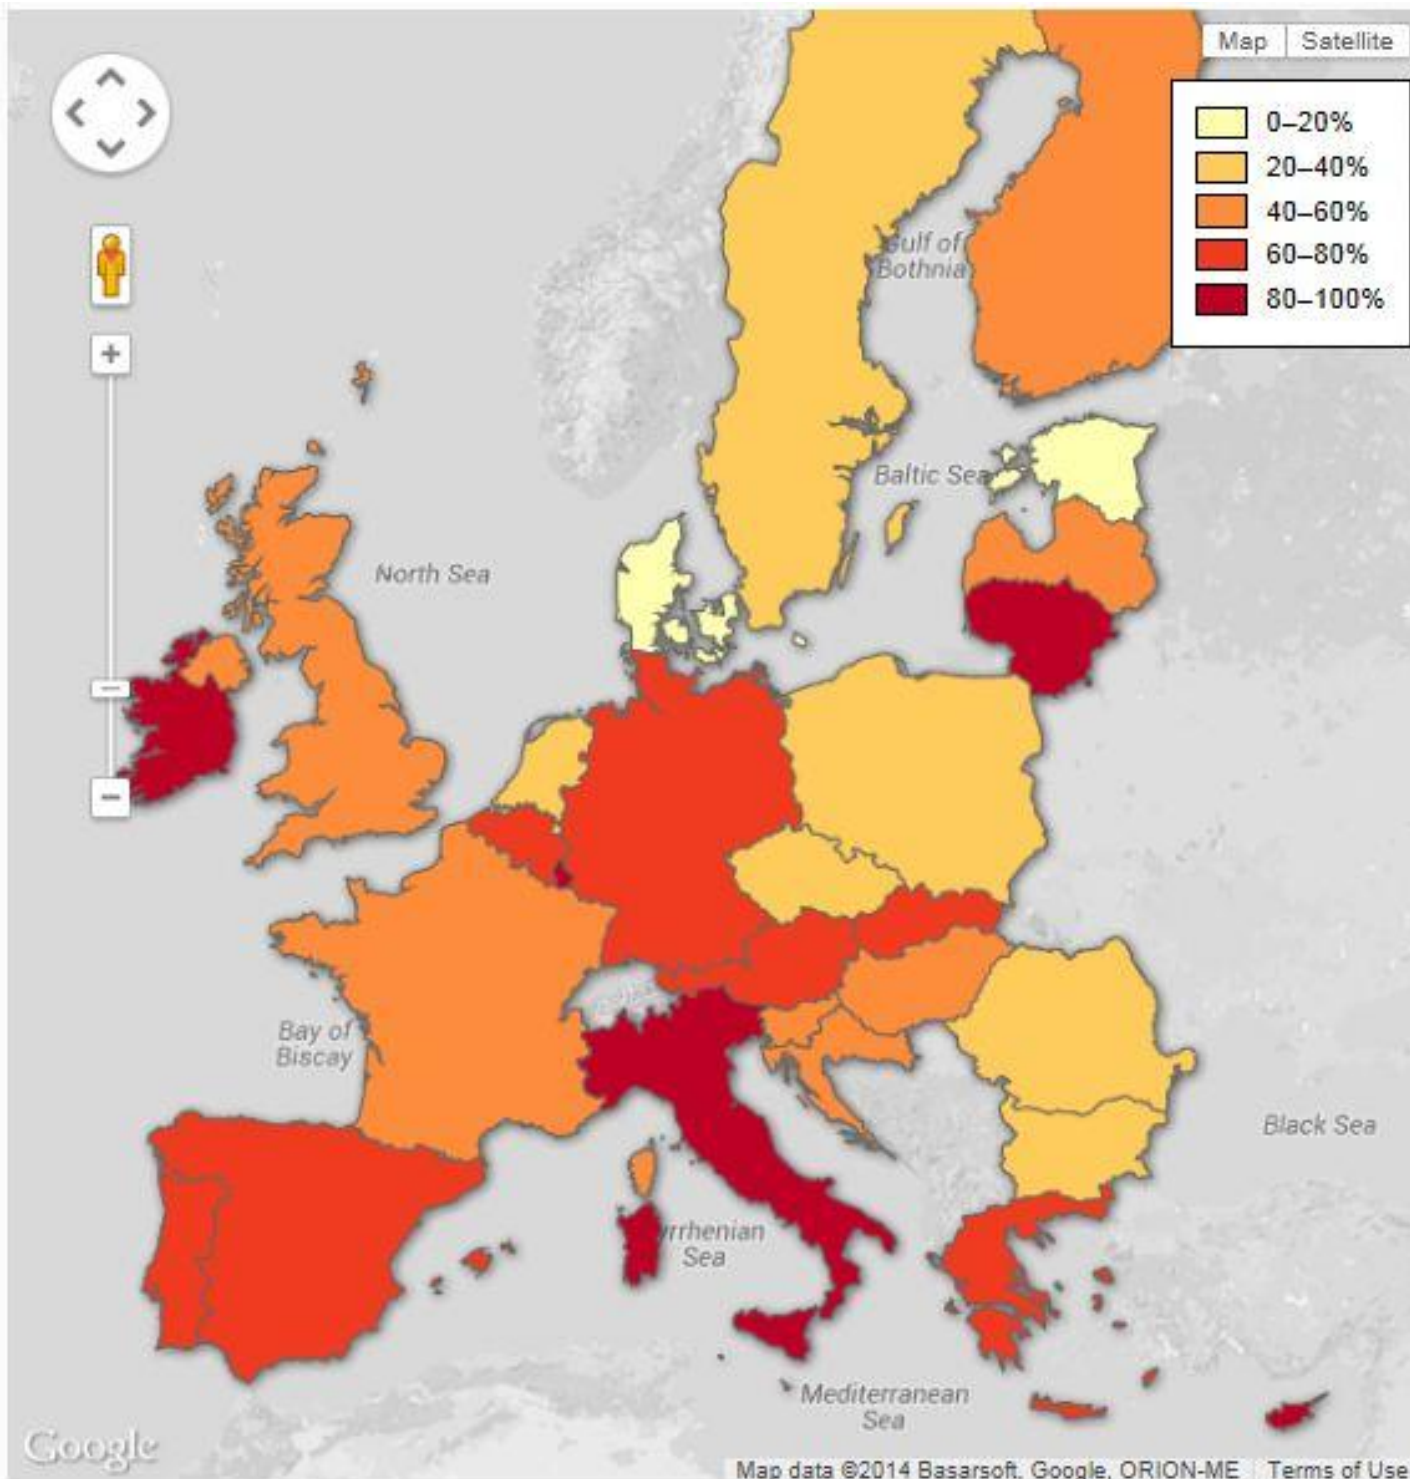 Map
Satellite
0–20%
20–40%
40–60%
60–80%
80–100%
Gulf of
Bothnia
Baltic Sea
North Sea
Bay of
Biscay
Black Sea
yrrhenian
Sea
Mediterranean
Sea
Google
Map data ©2014 Basarsoft, Google, ORION-ME
Terms of Use